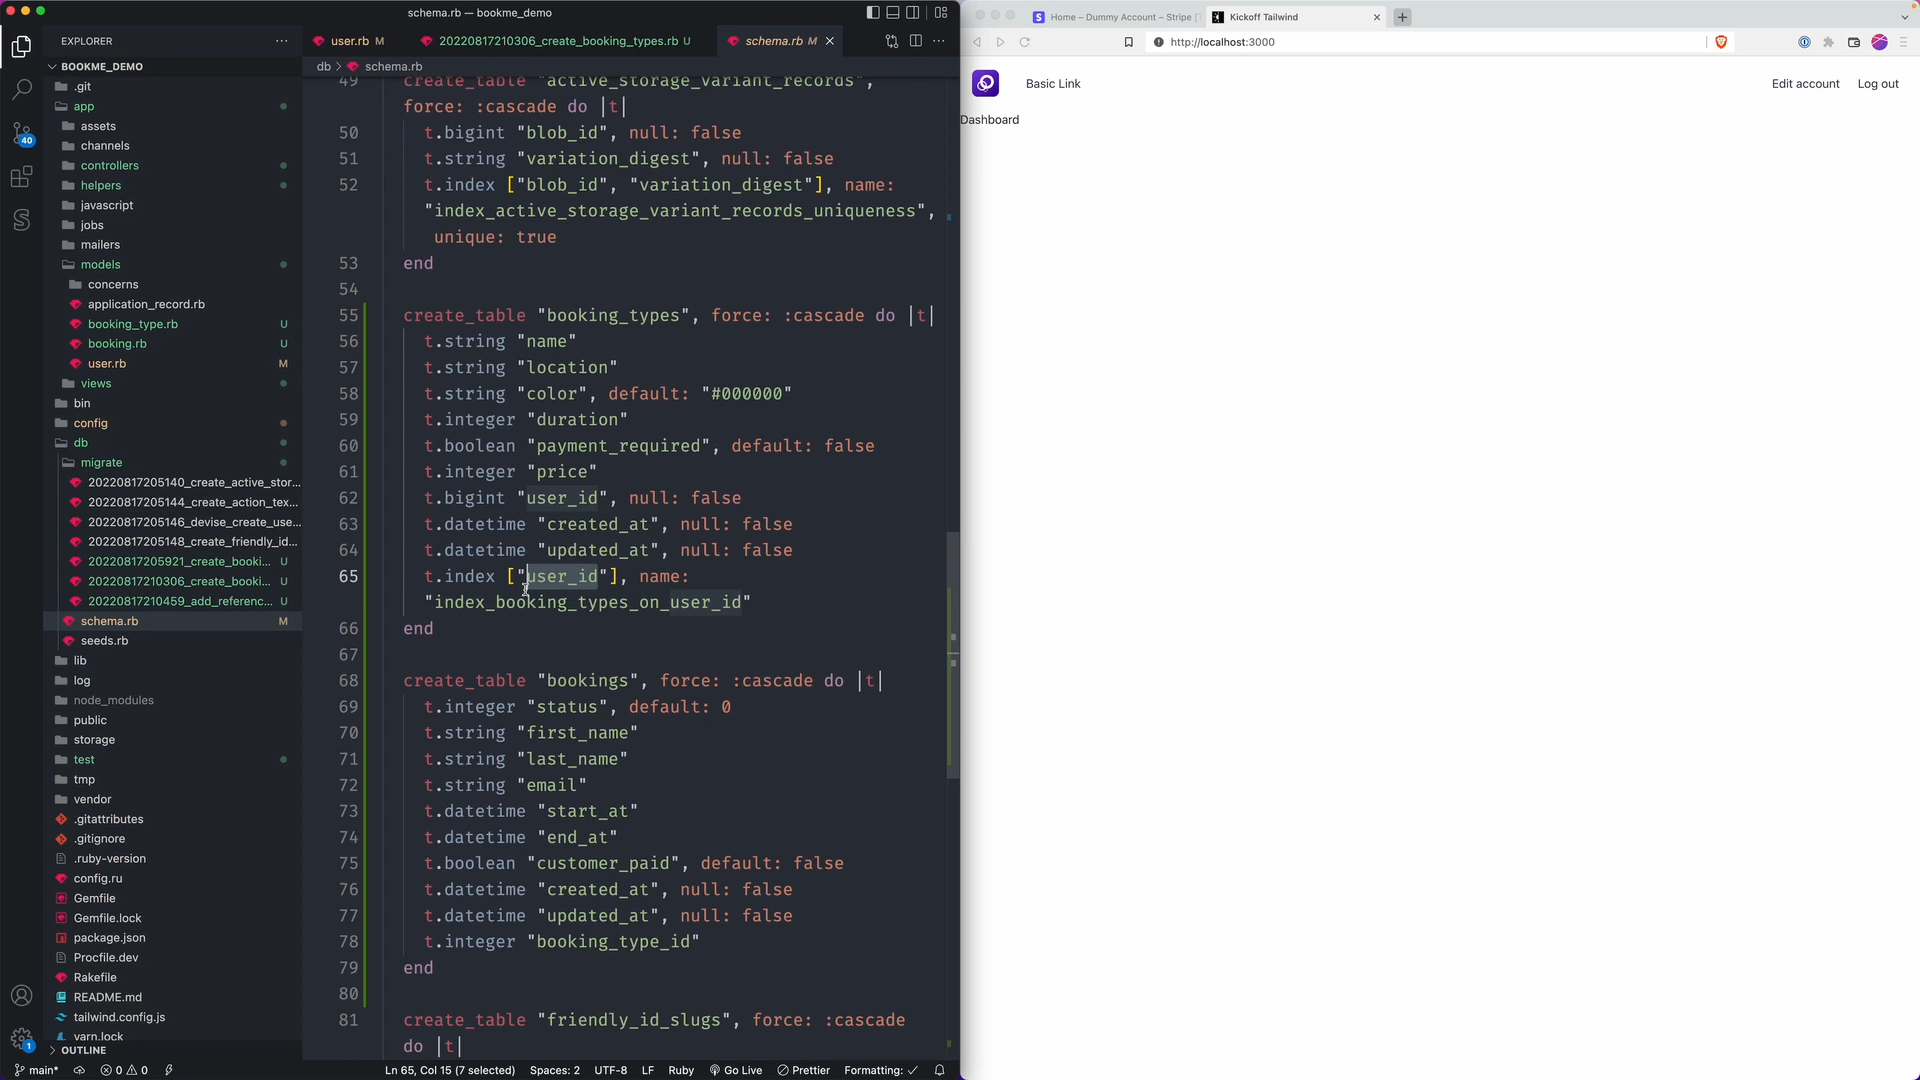 schema.rb — bookme_demo
EXPLORER
BOOKME_DEMO
.git
app
assets
channels
controllers
helpers
javascript
jobs
mailers
models
concerns
application_record.rb
booking_type.rb U
booking.rb U
user.rb M
views
bin
config
db
migrate
20220817205140_create_active_stor...
20220817205144_create_action_tex...
20220817205146_devise_create_use...
20220817205148_create_friendly_id...
20220817205921_create_booki... U
20220817210306_create_booki... U
20220817210459_add_referenc... U
schema.rb M
seeds.rb
lib
log
node_modules
public
storage
test
tmp
vendor
.gitattributes
.gitignore
.ruby-version
config.ru
Gemfile
Gemfile.lock
package.json
Procfile.dev
Rakefile
README.md
tailwind.config.js
yarn.lock
OUTLINE
40
1
user.rb M
20220817210306_create_booking_types.rb U
schema.rb M
db > schema.rb
49 create_table "active_storage_variant_records",
force: :cascade do |t|
50 t.bigint "blob_id", null: false
51 t.string "variation_digest", null: false
52 t.index ["blob_id", "variation_digest"], name:
"index_active_storage_variant_records_uniqueness",
unique: true
53 end
54
55 create_table "booking_types", force: :cascade do |t|
56 t.string "name"
57 t.string "location"
58 t.string "color", default: "#000000"
59 t.integer "duration"
60 t.boolean "payment_required", default: false
61 t.integer "price"
62 t.bigint "user_id", null: false
63 t.datetime "created_at", null: false
64 t.datetime "updated_at", null: false
65 t.index ["user_id"], name:
"index_booking_types_on_user_id"
66 end
67
68 create_table "bookings", force: :cascade do |t|
69 t.integer "status", default: 0
70 t.string "first_name"
71 t.string "last_name"
72 t.string "email"
73 t.datetime "start_at"
74 t.datetime "end_at"
75 t.boolean "customer_paid", default: false
76 t.datetime "created_at", null: false
77 t.datetime "updated_at", null: false
78 t.integer "booking_type_id"
79 end
80
81 create_table "friendly_id_slugs", force: :cascade
do |t|
main* 0 0 Ln 65, Col 15 (7 selected) Spaces: 2 UTF-8 LF Ruby Go Live Prettier Formatting:
Home – Dummy Account – Stripe [
Kickoff Tailwind
http://localhost:3000
Basic Link Edit account Log out
Dashboard